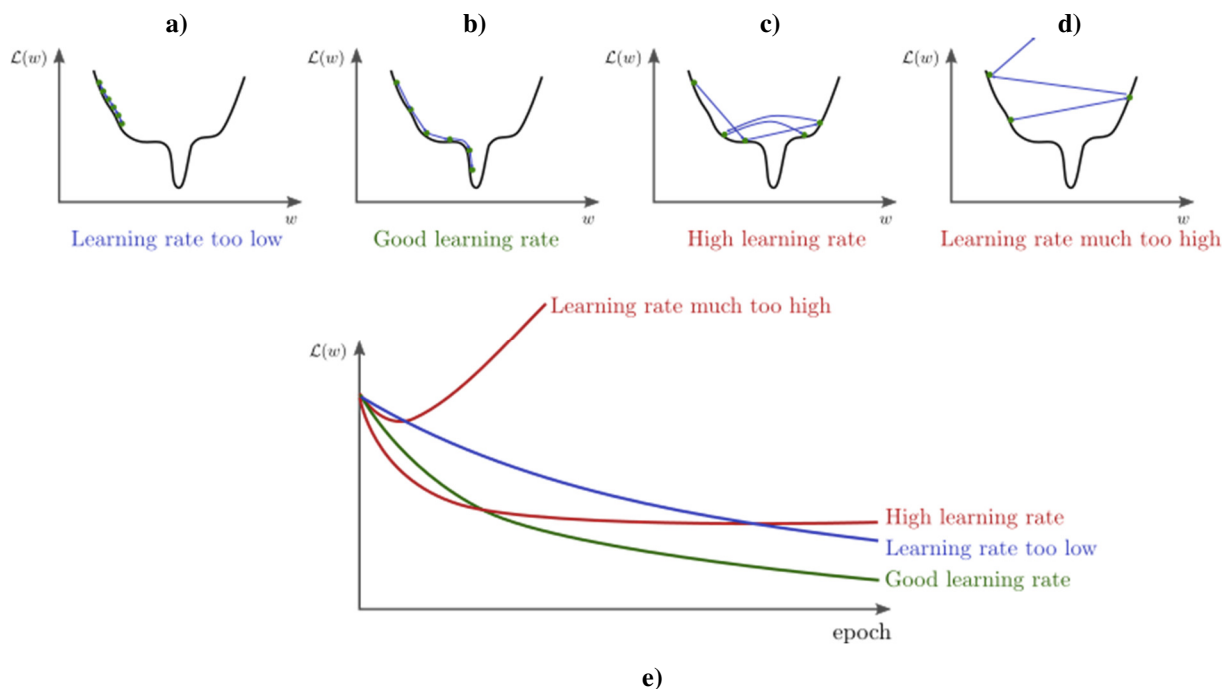 a)
b)
c)
d)
ℒ(w)
ℒ(w)
ℒ(w)
ℒ(w)
w
w
w
w
Learning rate too low
Good learning rate
High learning rate
Learning rate much too high
Learning rate much too high
ℒ(w)
High learning rate
Learning rate too low
Good learning rate
epoch
e)